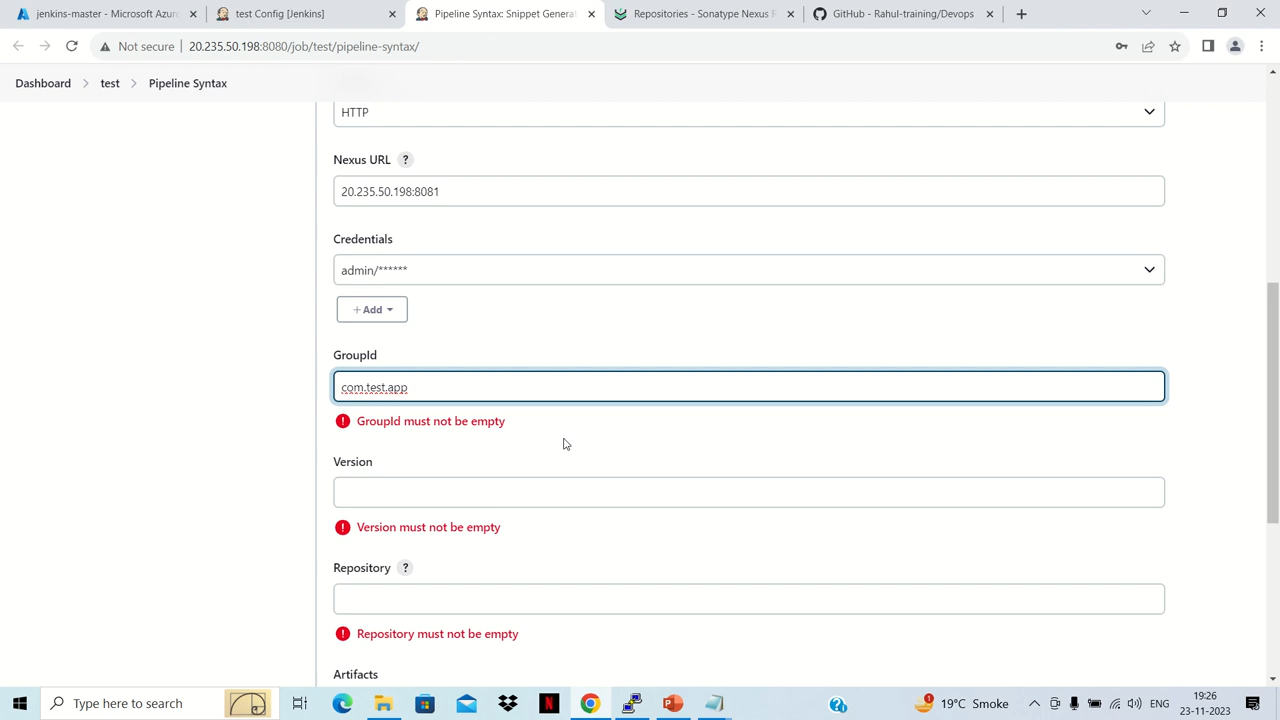 jenkins-master - Microsoft Azur
test Config [Jenkins]
Pipeline Syntax: Snippet Generat
Repositories - Sonatype Nexus R
GitHub - Rahul-training/Devops
Not secure
20.235.50.198:8080/job/test/pipeline-syntax/
Dashboard
test
Pipeline Syntax
HTTP
Nexus URL ?
20.235.50.198:8081
Credentials
admin/******
+ Add
GroupId
com.test.app
! GroupId must not be empty
Version
! Version must not be empty
Repository ?
! Repository must not be empty
Artifacts
Type here to search
19°C Smoke
ENG
19:26
23-11-2023